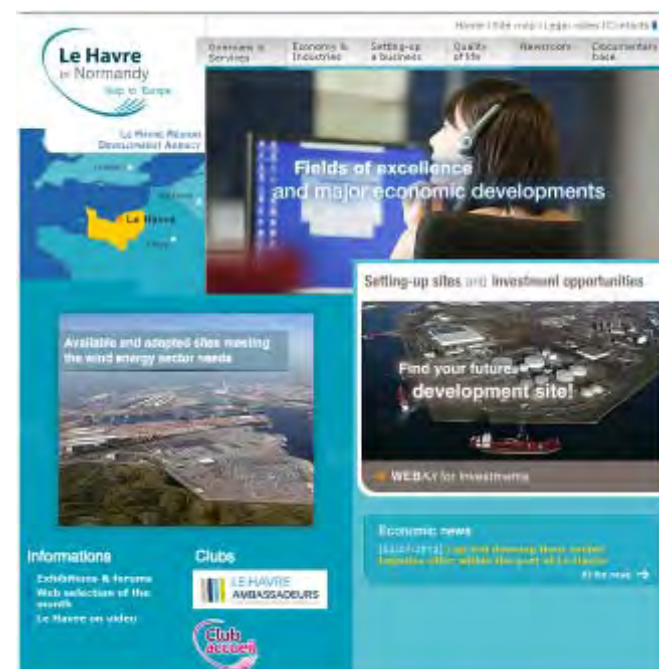 Home | Site map | Legal notes | Contacts
Le Havre
in Normandy
Leap to Europe
Overview &
Services
Economy &
Industries
Setting-up
a business
Quality
of life
Newsroom
Documentary
base
Le Havre Region
Development Agency
Le Havre
Fields of excellence
and major economic developments
Setting-up sites and investment opportunities
Available and adapted sites meeting
the wind energy sector needs
Find your future
development site!
WEBKit for Investments
Economic news
Informations
Exhibitions & forums
Web selection of the
month
Le Havre on video
Clubs
LE HAVRE
AMBASSADEURS
Club
accueil